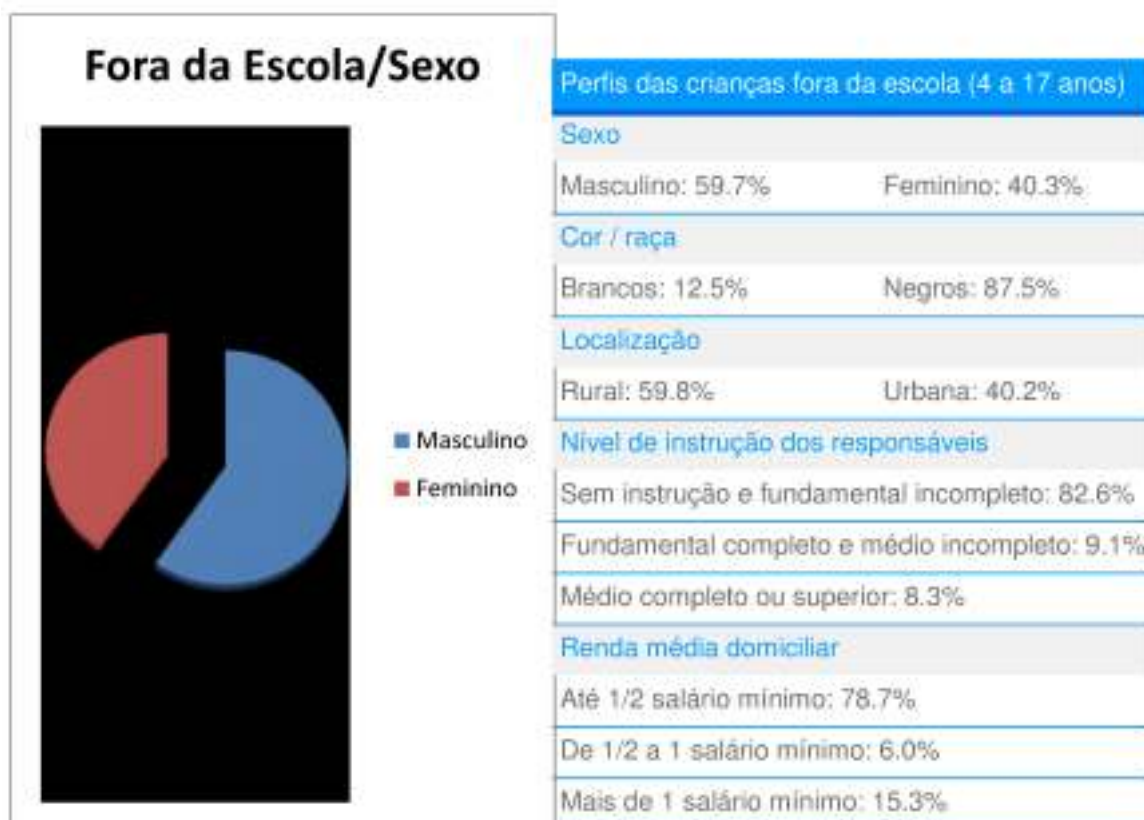 Fora da Escola/Sexo
Masculino
Feminino
Perfis das crianças fora da escola (4 a 17 anos)
Sexo
Masculino: 59.7% Feminino: 40.3%
Cor / raça
Brancos: 12.5% Negros: 87.5%
Localização
Rural: 59.8% Urbana: 40.2%
Nível de instrução dos responsáveis
Sem instrução e fundamental incompleto: 82.6%
Fundamental completo e médio incompleto: 9.1%
Médio completo ou superior: 8.3%
Renda média domiciliar
Até 1/2 salário mínimo: 78.7%
De 1/2 a 1 salário mínimo: 6.0%
Mais de 1 salário mínimo: 15.3%